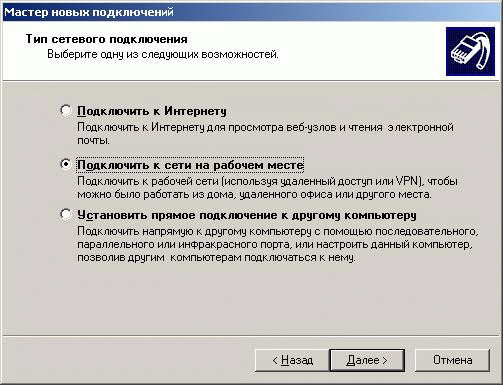 Мастер новых подключений
Тип сетевого подключения
Выберите одну из следующих возможностей.
Подключить к Интернету
Подключить к Интернету для просмотра веб-узлов и чтения электронной
почты.
Подключить к сети на рабочем месте
Подключить к рабочей сети (используя удаленный доступ или VPN), чтобы
можно было работать из дома, удаленного офиса или другого места.
Установить прямое подключение к другому компьютеру
Подключить напрямую к другому компьютеру с помощью последовательного,
параллельного или инфракрасного порта, или настроить данный компьютер,
позволив другим компьютерам подключаться к нему.
< Назад
Далее >
Отмена